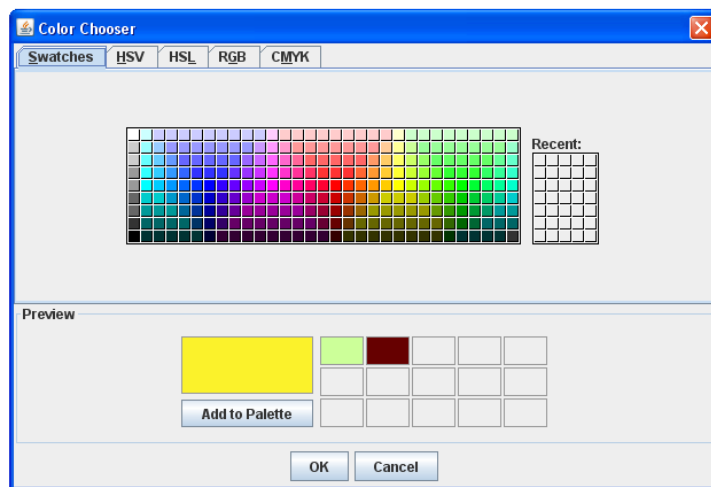 Color Chooser
Swatches HSV HSL RGB CMYK
Recent:
Preview
Add to Palette
OK Cancel